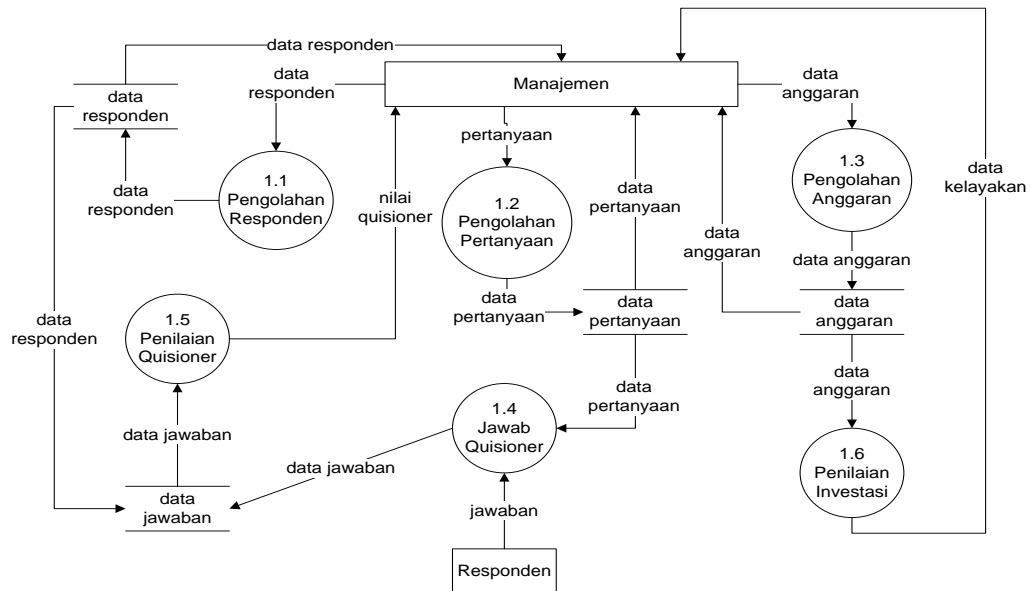 data responden
Manajemen
data
responden
data
responden
data
anggaran
pertanyaan
data
responden
1.1
Pengolahan
Responden
nilai
quisioner
1.2
Pengolahan
Pertanyaan
data
pertanyaan
data
anggaran
1.3
Pengolahan
Anggaran
data
kelayakan
data anggaran
data
responden
1.5
Penilaian
Quisioner
data
pertanyaan
data
pertanyaan
data
anggaran
data
pertanyaan
data
anggaran
1.4
Jawab
Quisioner
data jawaban
data jawaban
1.6
Penilaian
Investasi
data
jawaban
jawaban
Responden